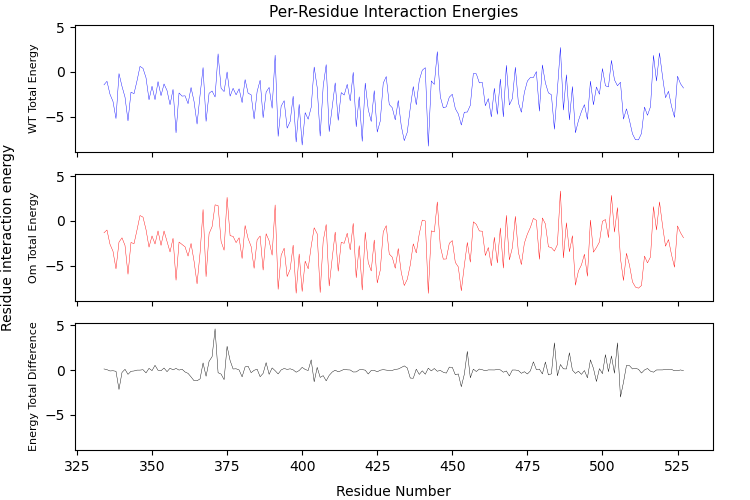 Per-Residue Interaction Energies
Residue interaction energy
WT Total Energy
5
0
−5
Om Total Energy
5
0
−5
Energy Total Difference
5
0
−5
325 350 375 400 425 450 475 500 525
Residue Number